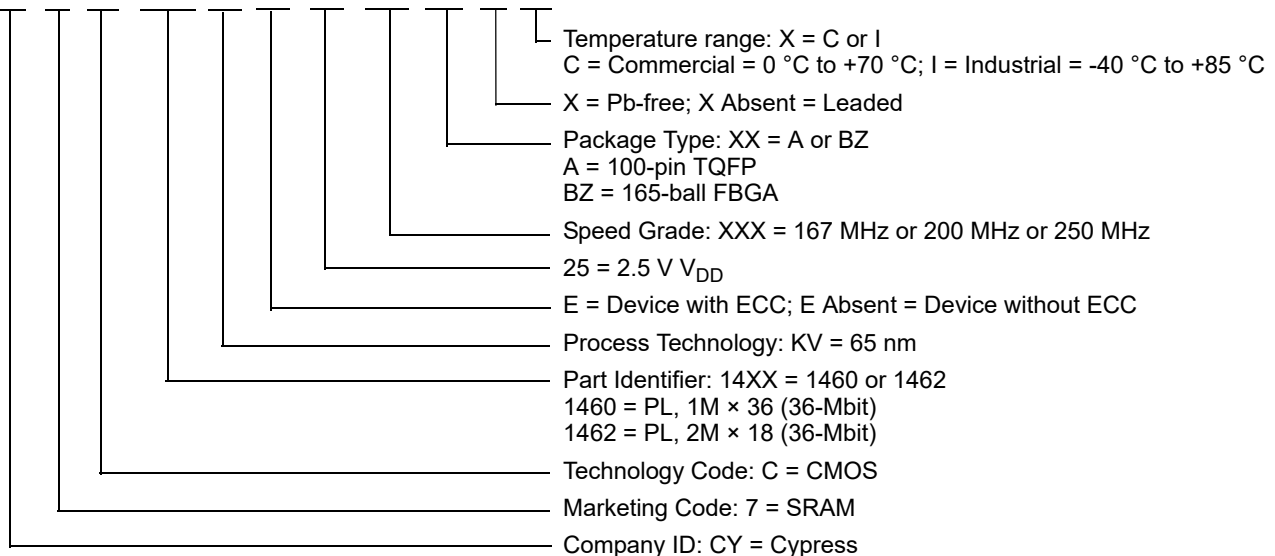 Temperature range: X = C or I
C = Commercial = 0 °C to +70 °C; I = Industrial = -40 °C to +85 °C
X = Pb-free; X Absent = Leaded
Package Type: XX = A or BZ
A = 100-pin TQFP
BZ = 165-ball FBGA
Speed Grade: XXX = 167 MHz or 200 MHz or 250 MHz
25 = 2.5 V VDD
E = Device with ECC; E Absent = Device without ECC
Process Technology: KV = 65 nm
Part Identifier: 14XX = 1460 or 1462
1460 = PL, 1M × 36 (36-Mbit)
1462 = PL, 2M × 18 (36-Mbit)
Technology Code: C = CMOS
Marketing Code: 7 = SRAM
Company ID: CY = Cypress